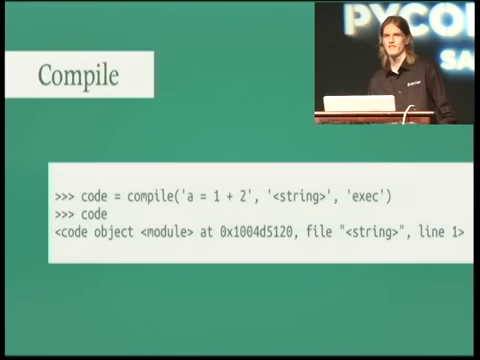 PYCO
SA
Compile
>>> code = compile('a = 1 + 2', '<string>', 'exec')
>>> code
<code object <module> at 0x1004d5120, file "<string>", line 1>